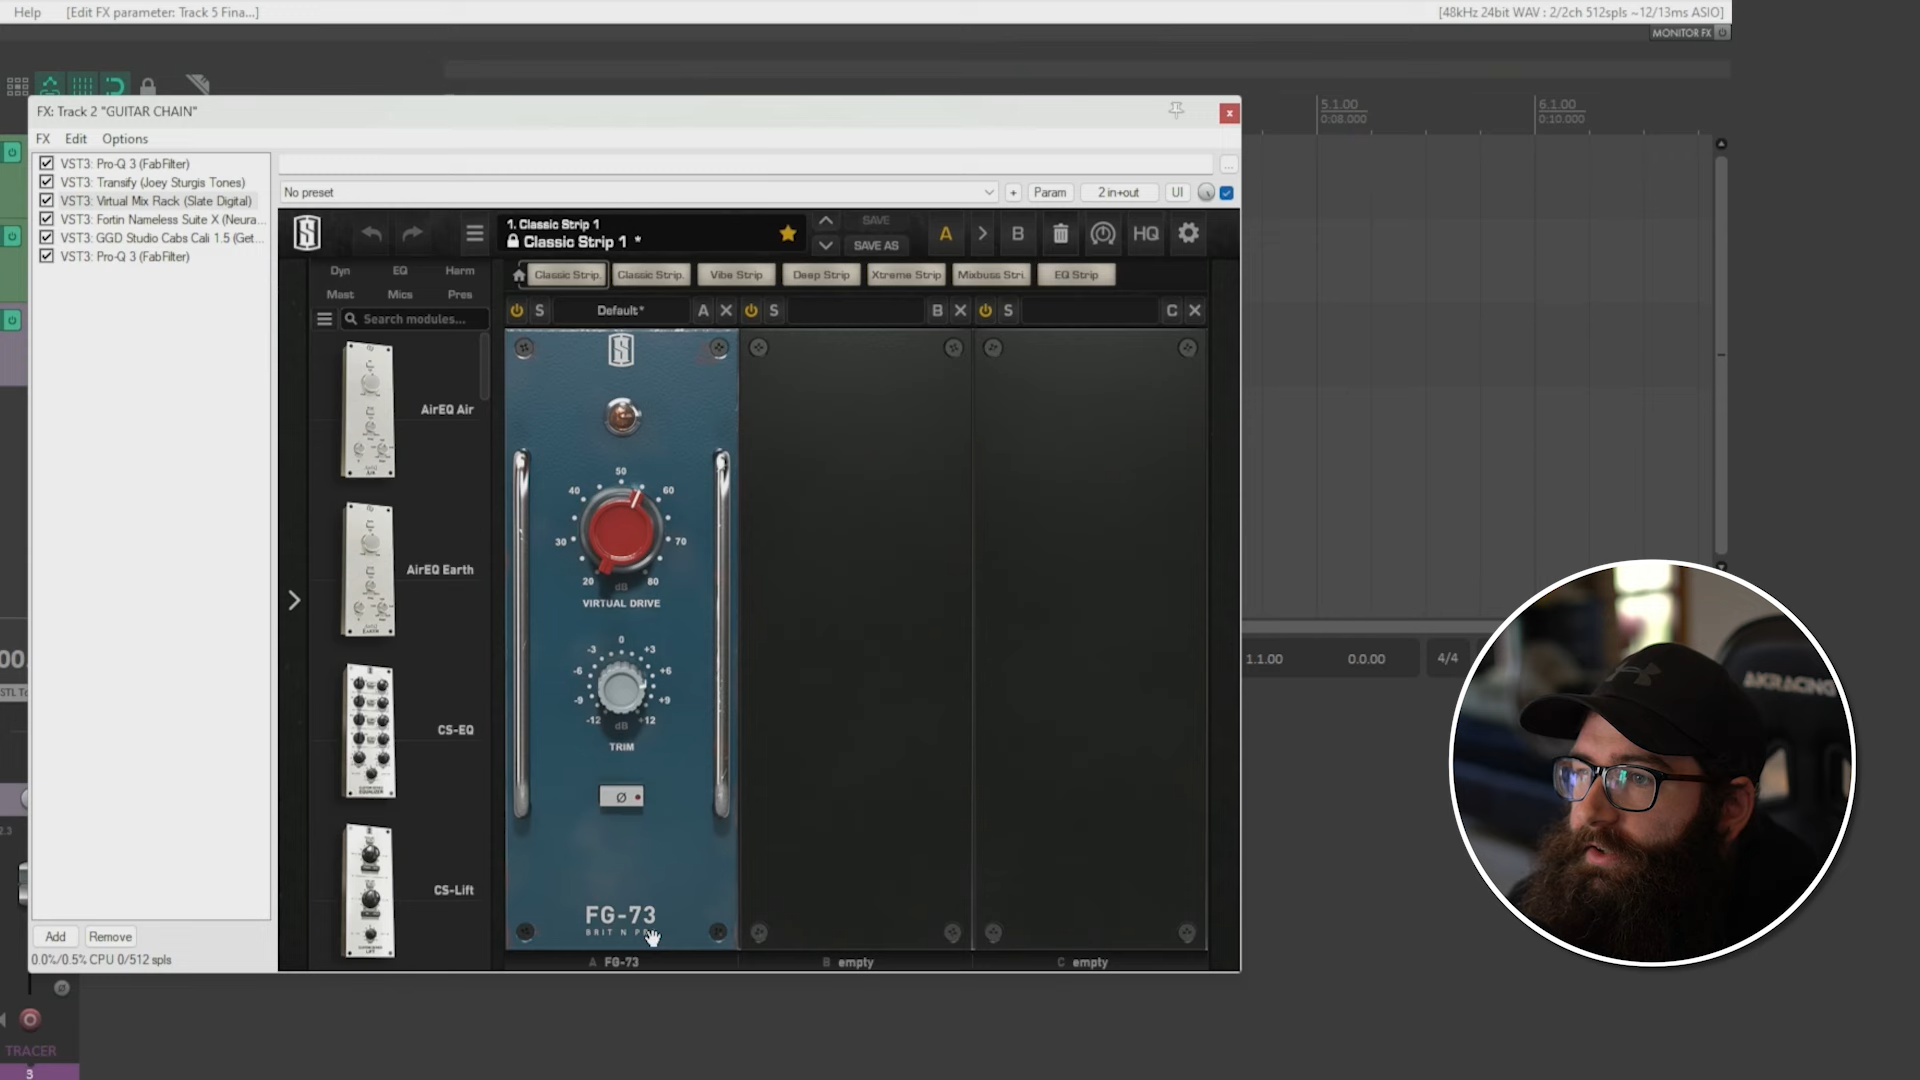 Help [Edit FX parameter: Track 5 Fina...] [48kHz 24bit WAV : 2/2ch 512spls ~12/13ms ASIO]
MONITOR FX
FX: Track 2 "GUITAR CHAIN" x
5.1.00 6.1.00
0:08.000 0:10.000
FX Edit Options
VST3: Pro-Q 3 (FabFilter)
VST3: Transify (Joey Sturgis Tones)
VST3: Virtual Mix Rack (Slate Digital)
VST3: Fortin Nameless Suite X (Neura...
VST3: GGD Studio Cabs Cali 1.5 (Get...
VST3: Pro-Q 3 (FabFilter)
...
No preset + Param 2 in+out UI
1. Classic Strip 1
Classic Strip 1 *
SAVE
SAVE AS
A > B HQ
Classic Strip. Classic Strip. Vibe Strip Deep Strip Xtreme Strip Mixbuss Stri. EQ Strip
Dyn EQ Harm
Mast Mics Pres
Search modules...
S Default* A X S B X S C X
AirEQ Air
AirEQ Earth
CS-EQ
CS-Lift
50
40 60
30 70
20 80
dB
VIRTUAL DRIVE
0
-3 +3
-6 +6
-9 +9
-12 +12
dB
TRIM
Ø
FG-73
BRIT N
A FG-73 B empty C empty
Add Remove
0.0%/0.5% CPU 0/512 spls
1.1.00 0.0.00 4/4
00.
STL To
2.3
TRACER
3
AKRACING